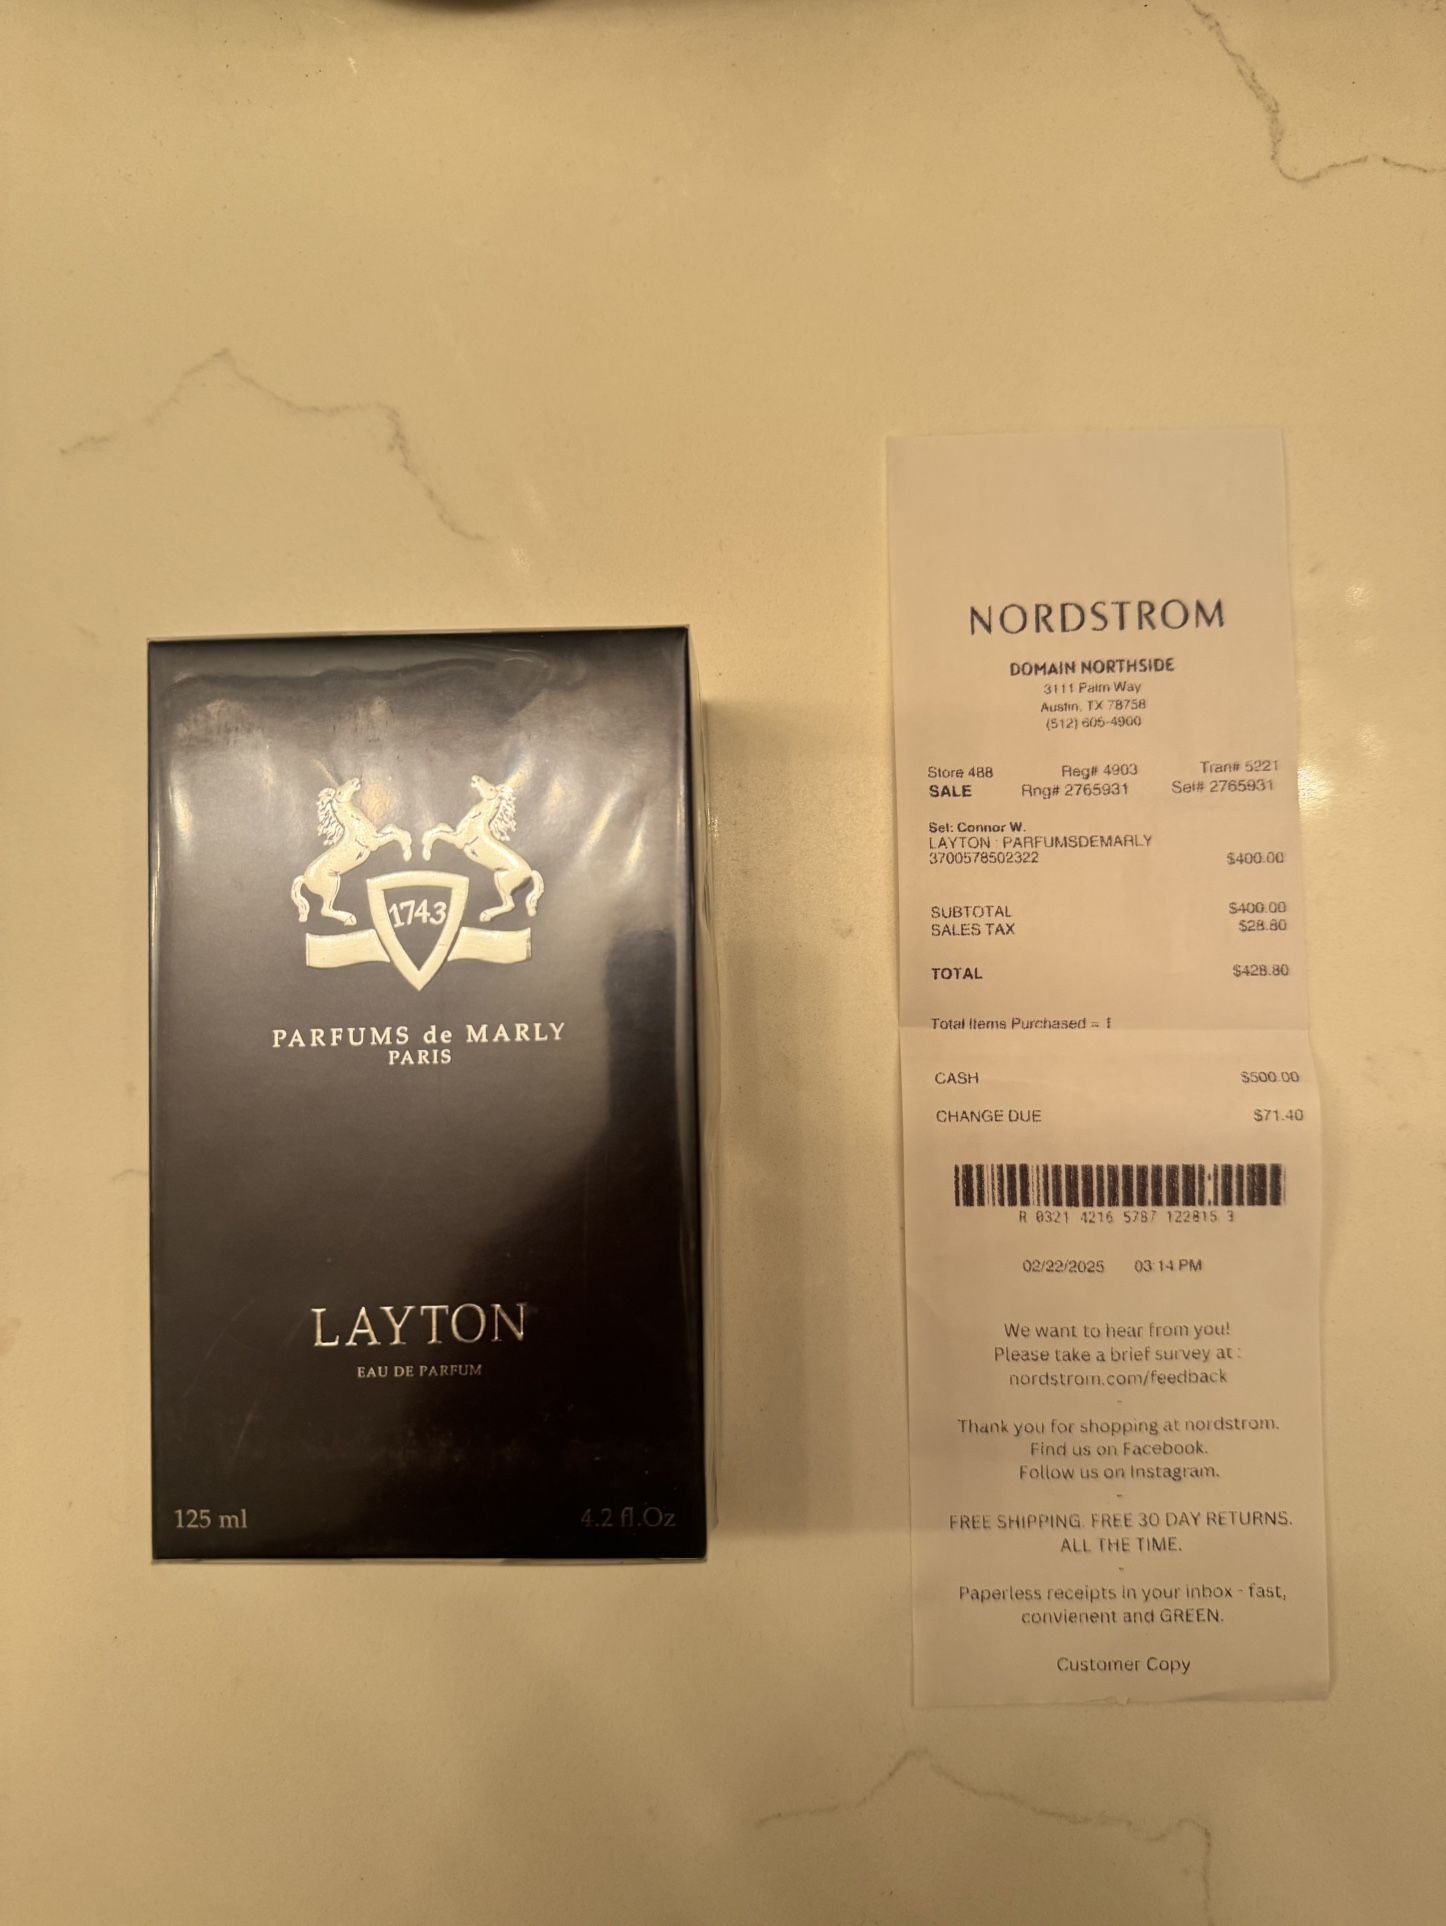 1743
PARFUMS de MARLY
PARIS
LAYTON
EAU DE PARFUM
125 ml 4.2 fl.Oz
NORDSTROM
DOMAIN NORTHSIDE
3111 Palm Way
Austin, TX 78758
(512) 605-4900
Store 488 Reg# 4903 Tran# 5221
SALE Rng# 2765931 Sel# 2765931
Sel: Connor W.
LAYTON : PARFUMSDEMARLY
3700578502322 $400.00
SUBTOTAL $400.00
SALES TAX $28.80
TOTAL $428.80
Total Items Purchased = 1
CASH $500.00
CHANGE DUE $71.40
R 0321 4216 5787 122815 3
02/22/2025 03:14 PM
We want to hear from you!
Please take a brief survey at :
nordstrom.com/feedback
-
Thank you for shopping at nordstrom.
Find us on Facebook.
Follow us on Instagram.
-
FREE SHIPPING. FREE 30 DAY RETURNS.
ALL THE TIME.
-
Paperless receipts in your inbox - fast,
convienent and GREEN.
Customer Copy